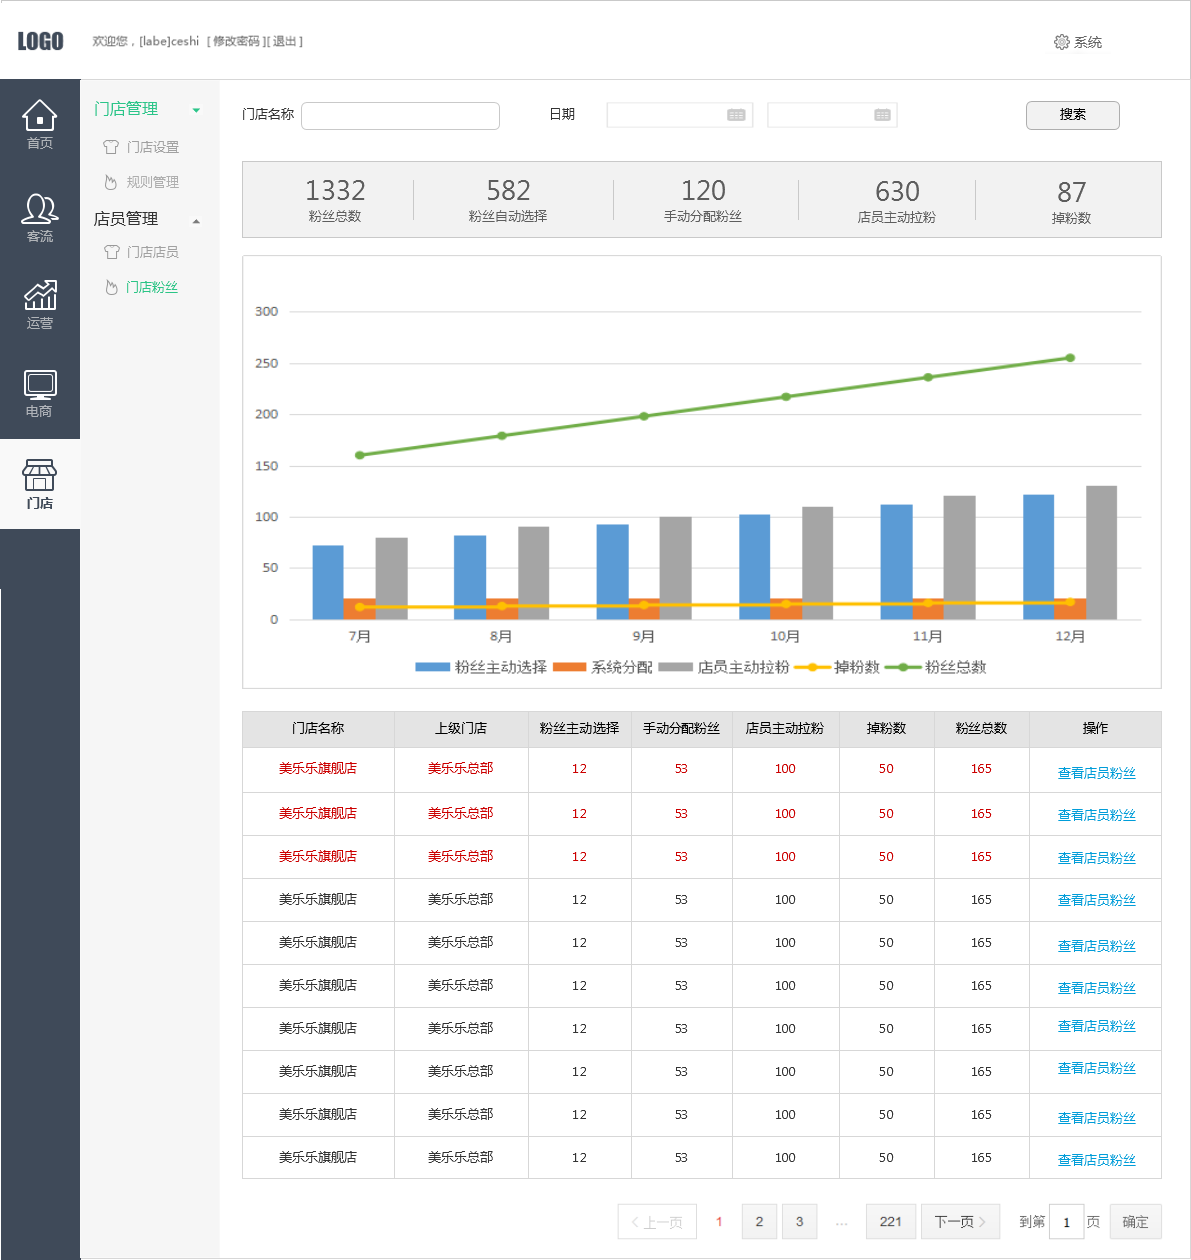 LOGO
欢迎您，[labe]ceshi [ 修改密码 ][ 退出 ]
系统
首页
客流
运营
电商
门店
门店管理
门店设置
规则管理
店员管理
门店店员
门店粉丝
门店名称
日期
搜索
1332 582 120 630 87
粉丝总数 粉丝自动选择 手动分配粉丝 店员主动拉粉 掉粉数
300
250
200
150
100
50
0
7月 8月 9月 10月 11月 12月
粉丝主动选择 系统分配 店员主动拉粉 掉粉数 粉丝总数
门店名称 上级门店 粉丝主动选择 手动分配粉丝 店员主动拉粉 掉粉数 粉丝总数 操作
美乐乐旗舰店 美乐乐总部 12 53 100 50 165 查看店员粉丝
美乐乐旗舰店 美乐乐总部 12 53 100 50 165 查看店员粉丝
美乐乐旗舰店 美乐乐总部 12 53 100 50 165 查看店员粉丝
美乐乐旗舰店 美乐乐总部 12 53 100 50 165 查看店员粉丝
美乐乐旗舰店 美乐乐总部 12 53 100 50 165 查看店员粉丝
美乐乐旗舰店 美乐乐总部 12 53 100 50 165 查看店员粉丝
美乐乐旗舰店 美乐乐总部 12 53 100 50 165 查看店员粉丝
美乐乐旗舰店 美乐乐总部 12 53 100 50 165 查看店员粉丝
美乐乐旗舰店 美乐乐总部 12 53 100 50 165 查看店员粉丝
美乐乐旗舰店 美乐乐总部 12 53 100 50 165 查看店员粉丝
上一页 1 2 3 ... 221 下一页 到第 1 页 确定